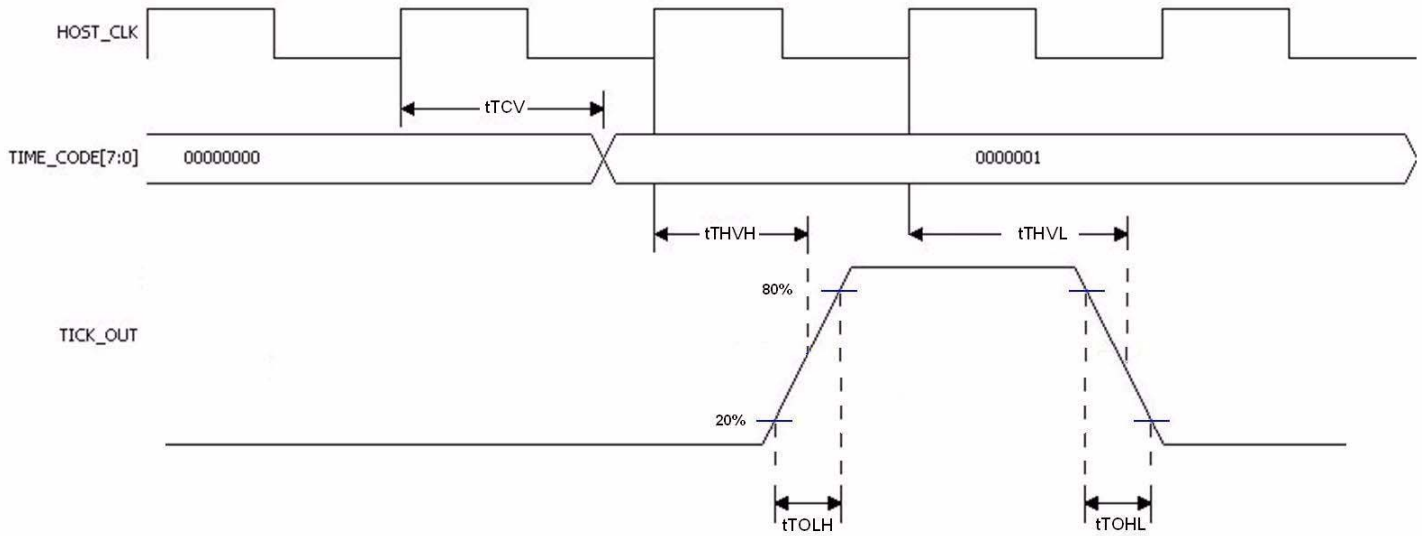 HOST_CLK
tTCV
TIME_CODE[7:0]
00000000
0000001
tTHVH
tTHVL
80%
TICK_OUT
20%
tTOLH
tTOHL